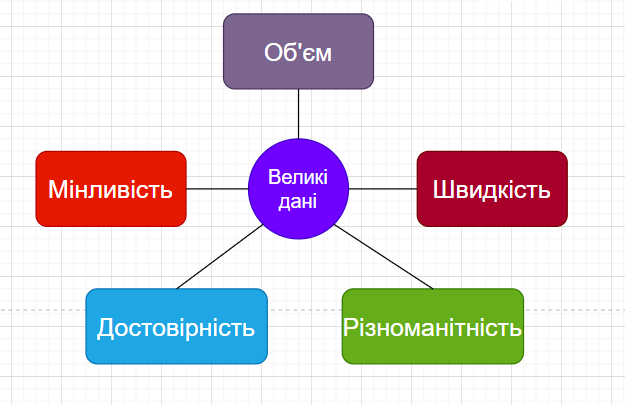 Об'єм
Мінливість
Великі
дані
Швидкість
Достовірність
Різноманітність